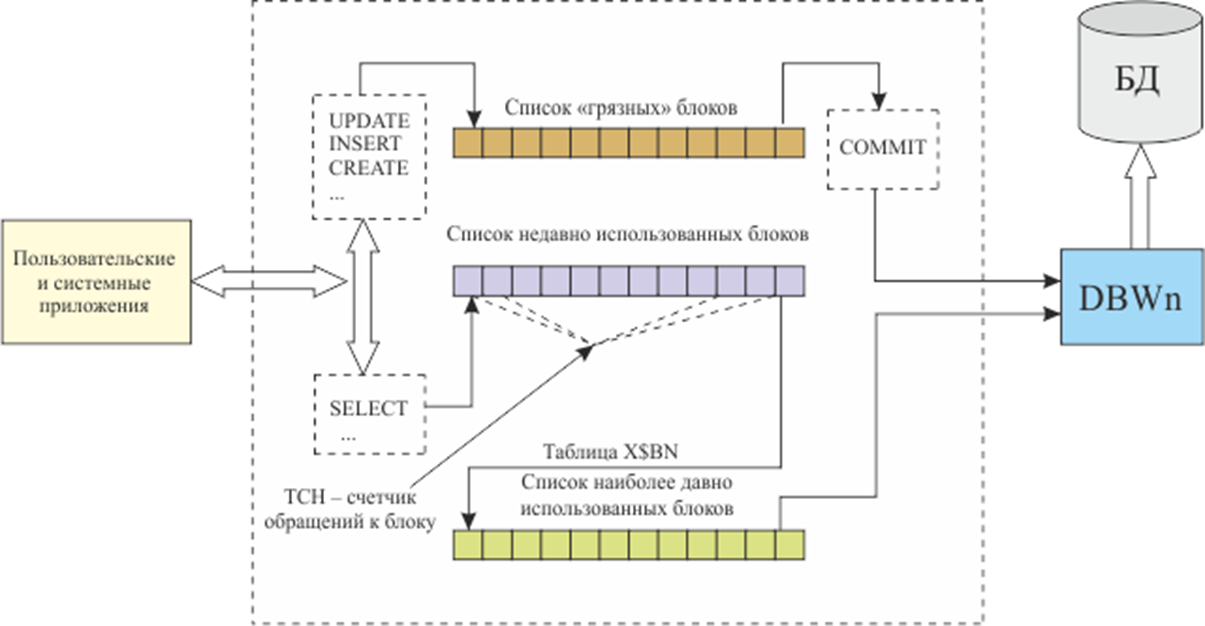 UPDATE
INSERT
CREATE
...
Список «грязных» блоков
COMMIT
БД
Список недавно использованных блоков
Пользовательские
и системные
приложения
DBWn
SELECT
...
ТСН – счетчик
обращений к блоку
Таблица X$BN
Список наиболее давно
использованных блоков